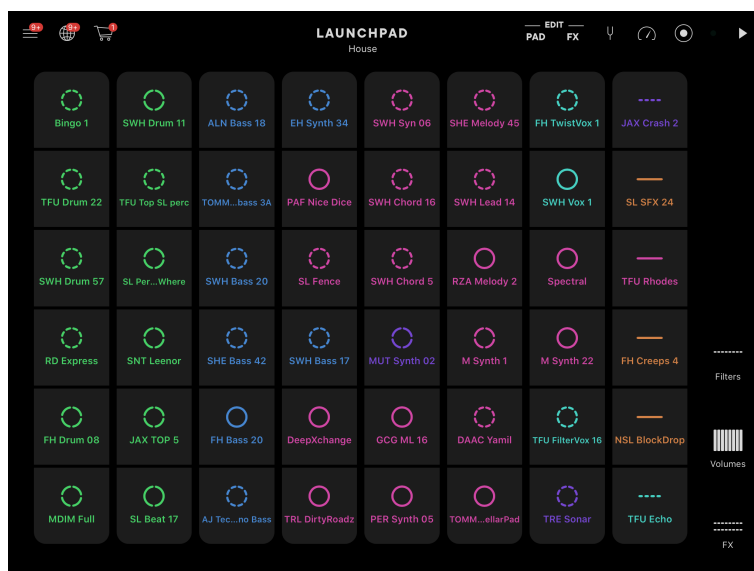 9+
9+
1
LAUNCHPAD
House
EDIT
PAD FX
Bingo 1
SWH Drum 11
ALN Bass 18
EH Synth 34
SWH Syn 06
SHE Melody 45
FH TwistVox 1
JAX Crash 2
TFU Drum 22
TFU Top SL perc
TOMM...bass 3A
PAF Nice Dice
SWH Chord 16
SWH Lead 14
SWH Vox 1
SL SFX 24
SWH Drum 57
SL Per...Where
SWH Bass 20
SL Fence
SWH Chord 5
RZA Melody 2
Spectral
TFU Rhodes
RD Express
SNT Leenor
SHE Bass 42
SWH Bass 17
MUT Synth 02
M Synth 1
M Synth 22
FH Creeps 4
Filters
FH Drum 08
JAX TOP 5
FH Bass 20
DeepXchange
GCG ML 16
DAAC Yamil
TFU FilterVox 16
NSL BlockDrop
Volumes
MDIM Full
SL Beat 17
AJ Tec...no Bass
TRL DirtyRoadz
PER Synth 05
TOMM...ellarPad
TRE Sonar
TFU Echo
FX